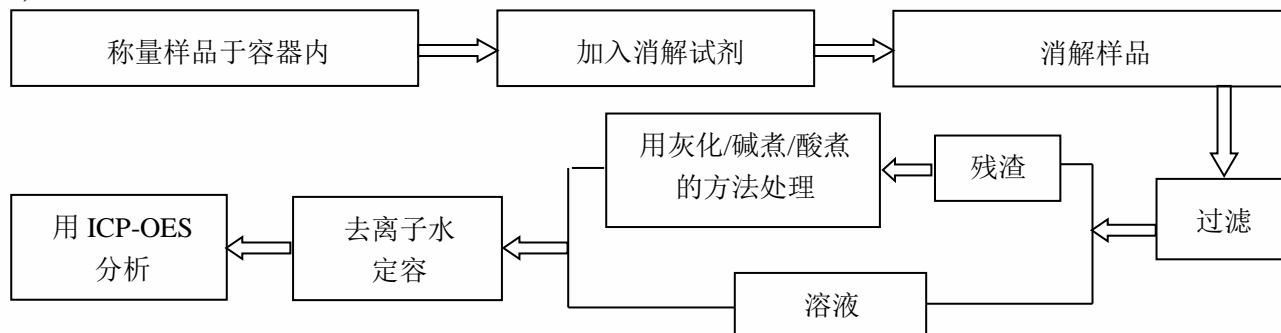 称量样品于容器内
加入消解试剂
消解样品
用灰化/碱煮/酸煮
的方法处理
残渣
过滤
用 ICP-OES
分析
去离子水
定容
溶液